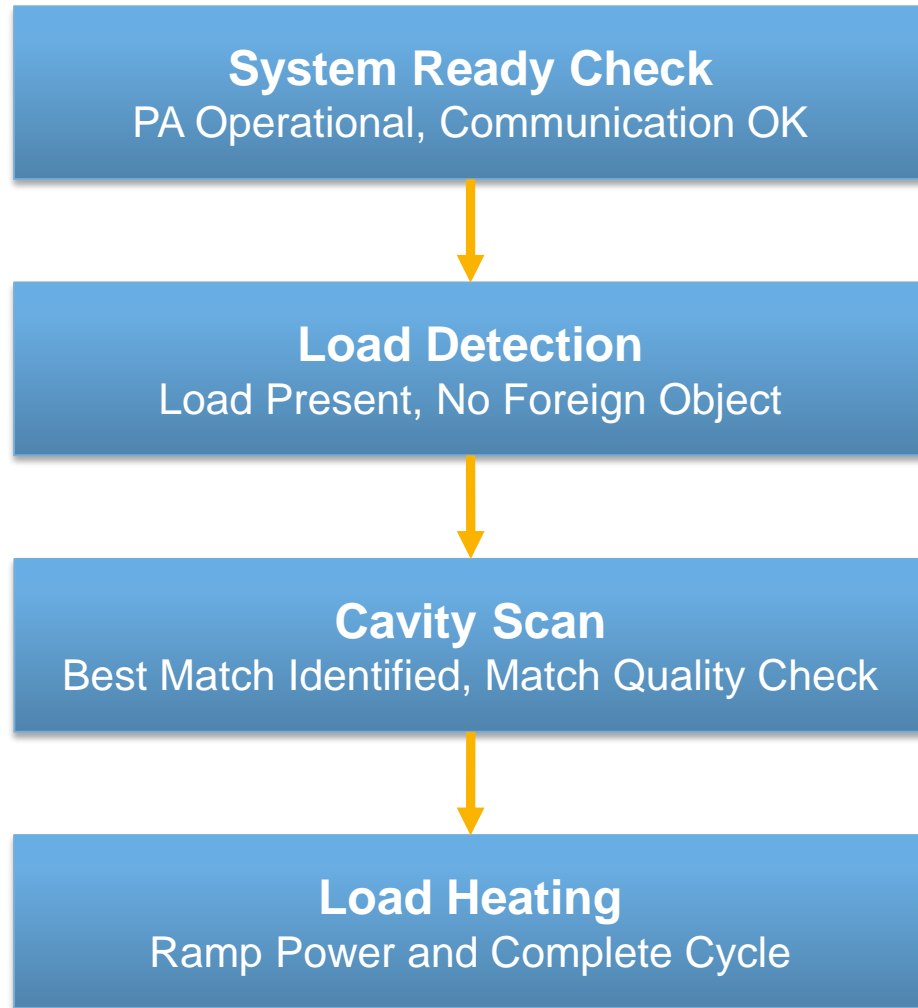 System Ready Check
PA Operational, Communication OK
Load Detection
Load Present, No Foreign Object
Cavity Scan
Best Match Identified, Match Quality Check
Load Heating
Ramp Power and Complete Cycle